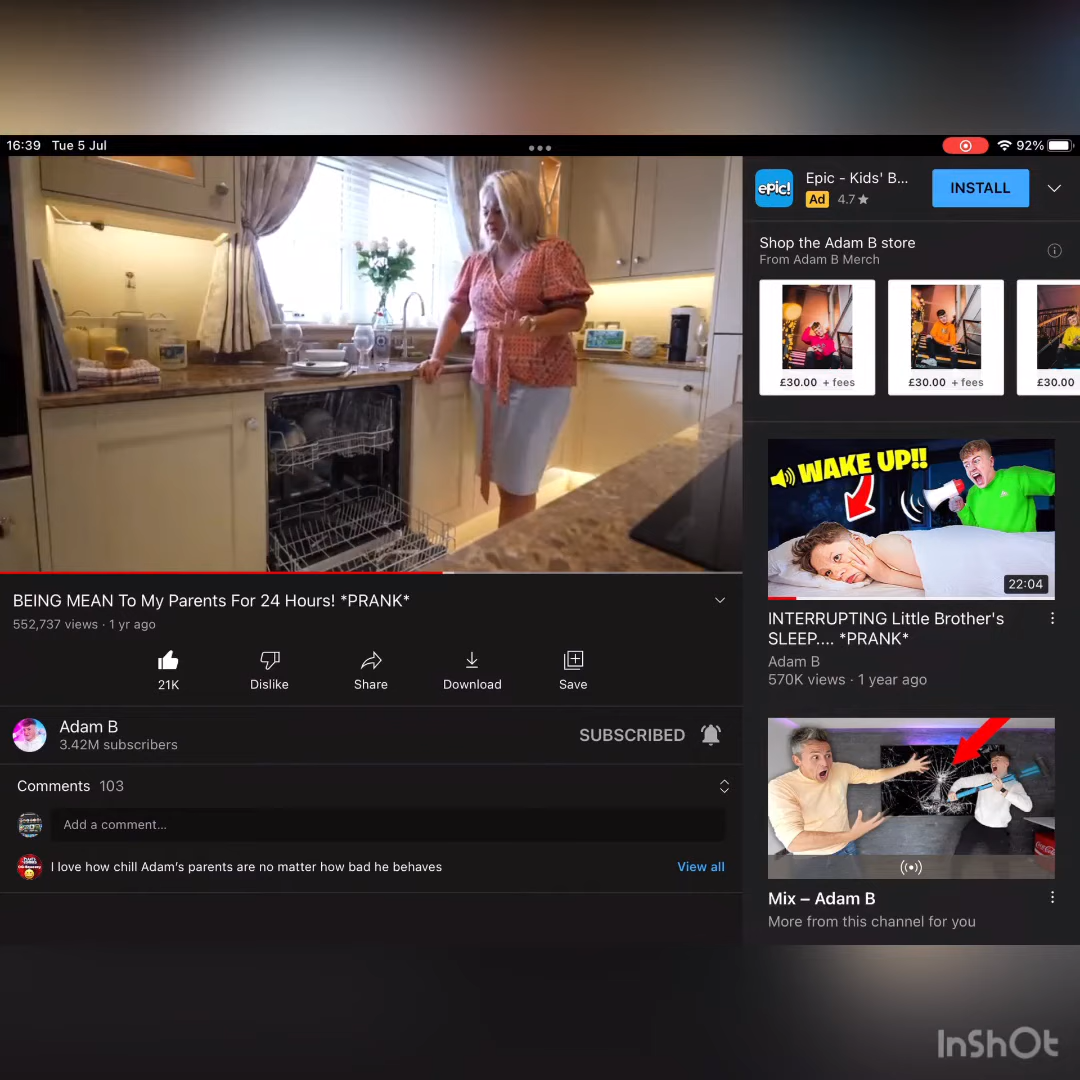 16:39 Tue 5 Jul
92%
BEING MEAN To My Parents For 24 Hours! *PRANK*
552,737 views · 1 yr ago
21K
Dislike
Share
Download
Save
Adam B
3.42M subscribers
SUBSCRIBED
Comments 103
Add a comment...
I love how chill Adam's parents are no matter how bad he behaves
View all
epic!
Epic - Kids' B...
Ad 4.7★
INSTALL
Shop the Adam B store
From Adam B Merch
£30.00 + fees
£30.00 + fees
£30.00
WAKE UP!!
22:04
INTERRUPTING Little Brother's
SLEEP.... *PRANK*
Adam B
570K views · 1 year ago
Mix – Adam B
More from this channel for you
InShOt